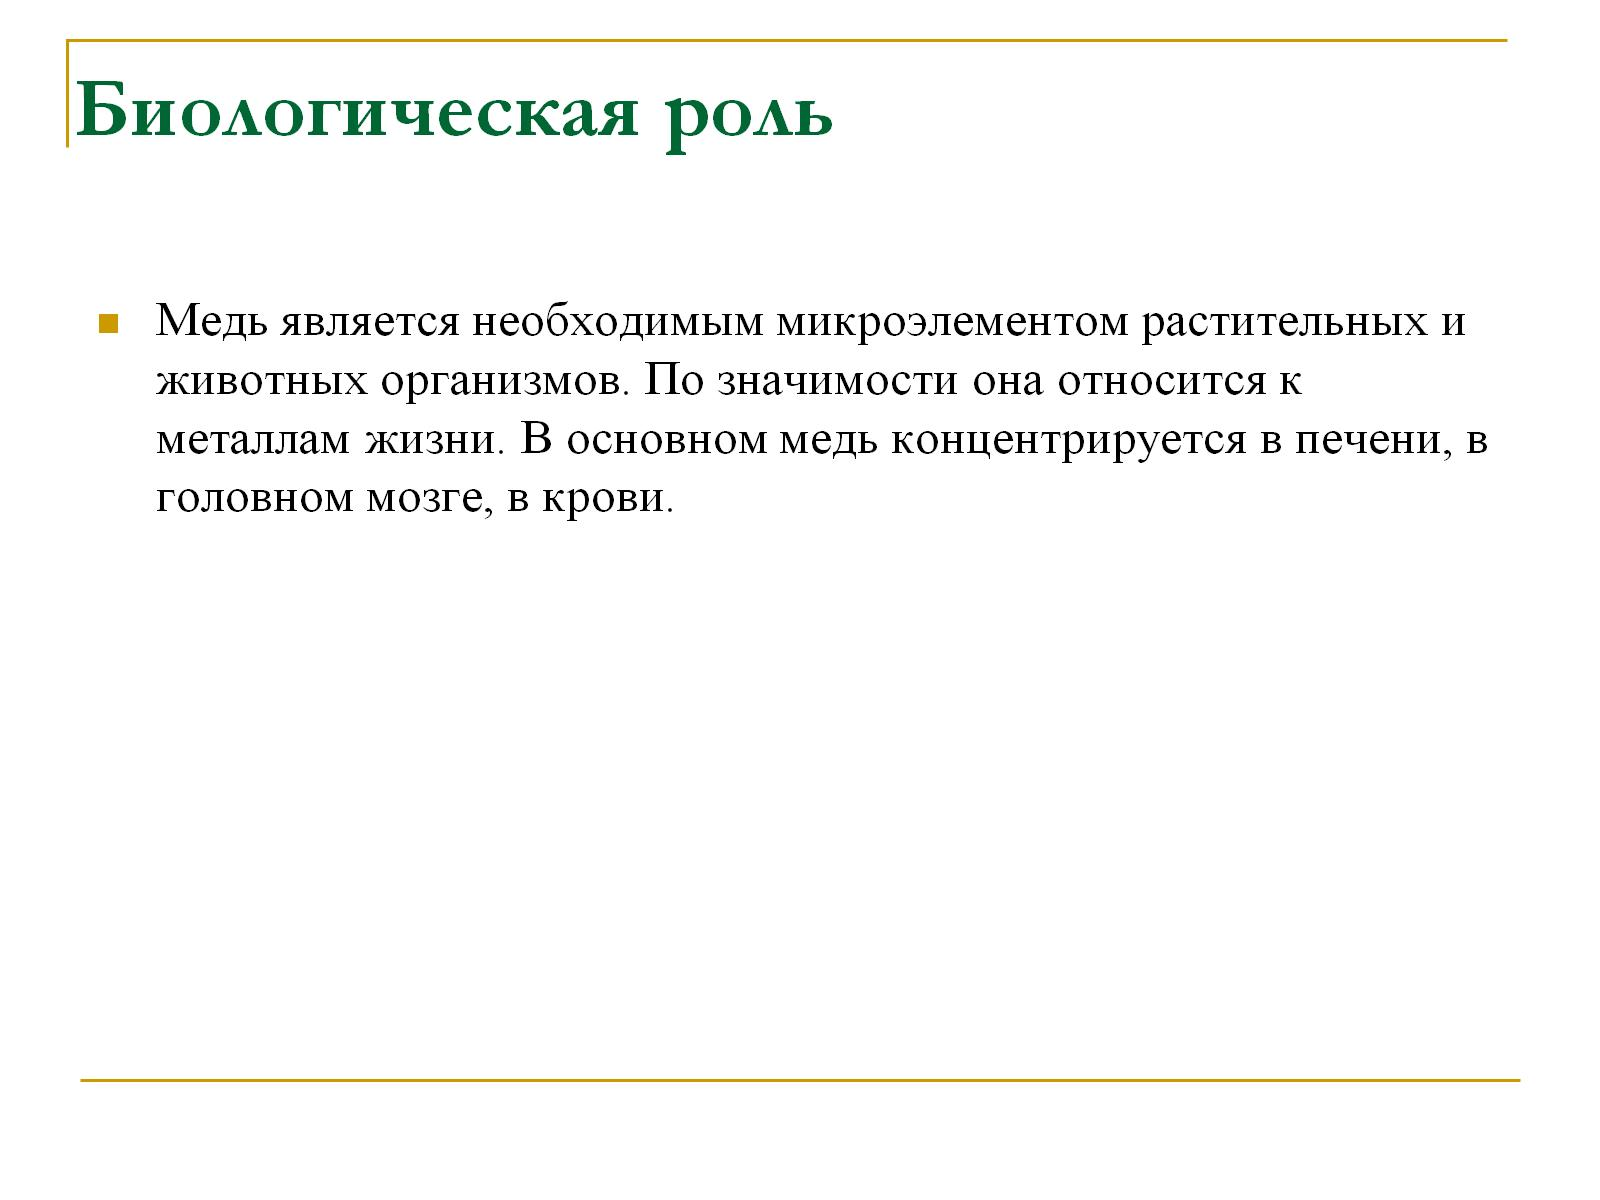 Биологическая роль
Медь является необходимым микроэлементом растительных и
животных организмов. По значимости она относится к
металлам жизни. В основном медь концентрируется в печени, в
головном мозге, в крови.